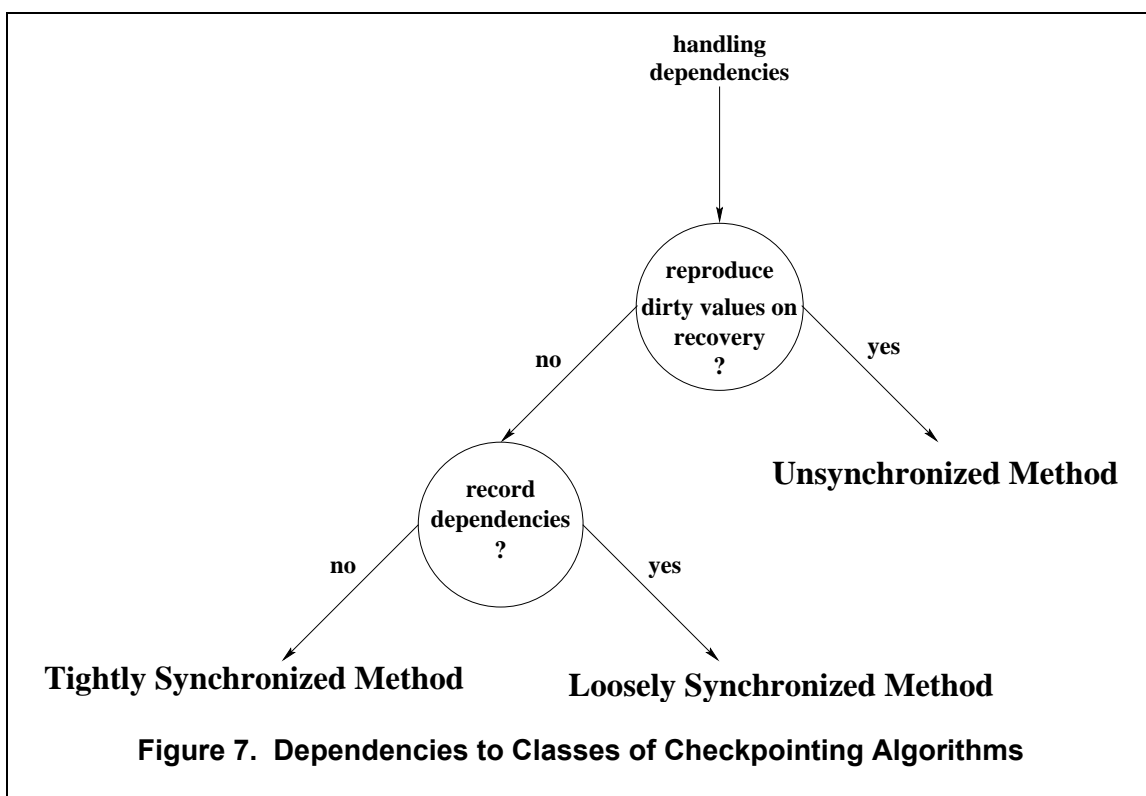 handling
dependencies
reproduce
dirty values on
recovery
?
no
yes
Unsynchronized Method
record
dependencies
?
no
yes
Tightly Synchronized Method
Loosely Synchronized Method
Figure 7. Dependencies to Classes of Checkpointing Algorithms